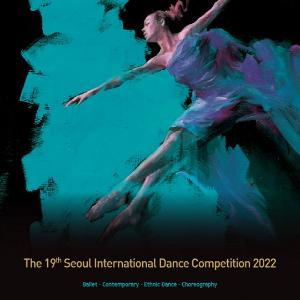 The 19th Seoul International Dance Competition 2022
Ballet · Contemporary · Ethnic Dance · Choreography